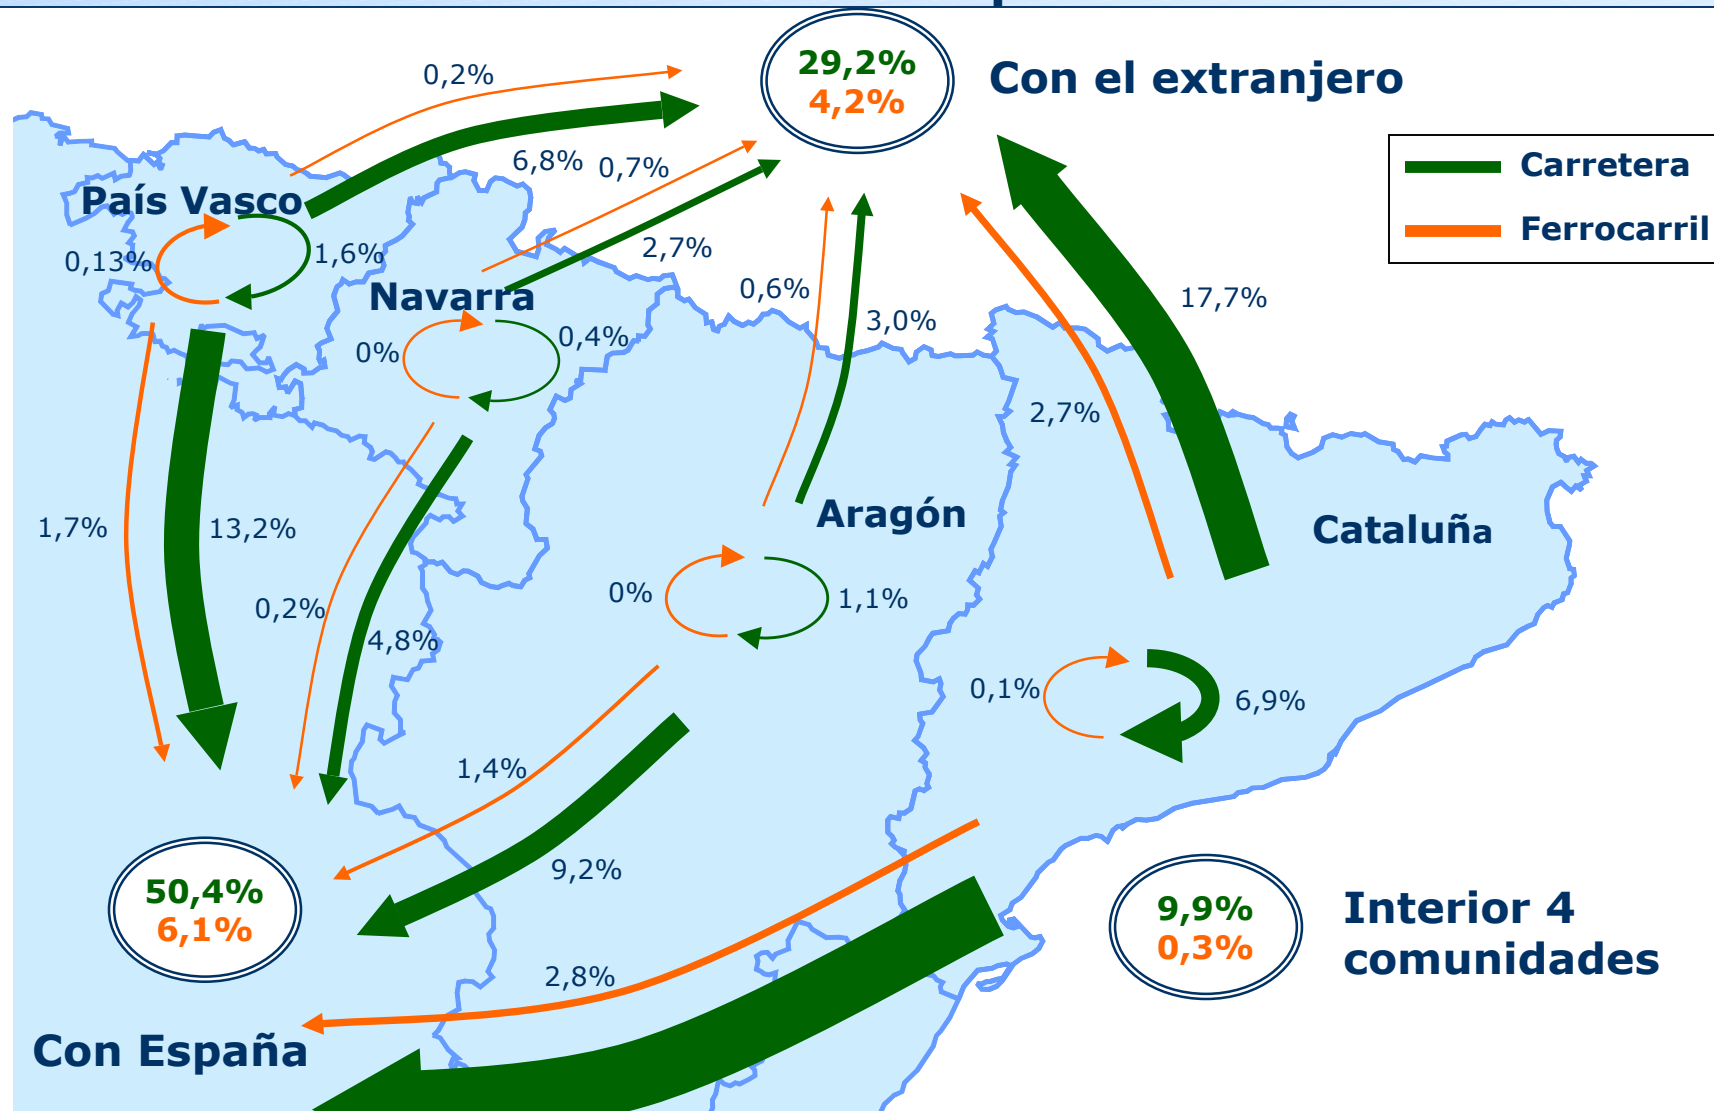 29,2%
4,2%
Con el extranjero
Carretera
Ferrocarril
0,2%
6,8%
0,7%
2,7%
0,6%
3,0%
17,7%
2,7%
País Vasco
0,13%
1,6%
Navarra
0%
0,4%
Aragón
Cataluña
1,7%
13,2%
0,2%
4,8%
0%
1,1%
0,1%
6,9%
1,4%
9,2%
2,8%
50,4%
6,1%
Con España
9,9%
0,3%
Interior 4
comunidades